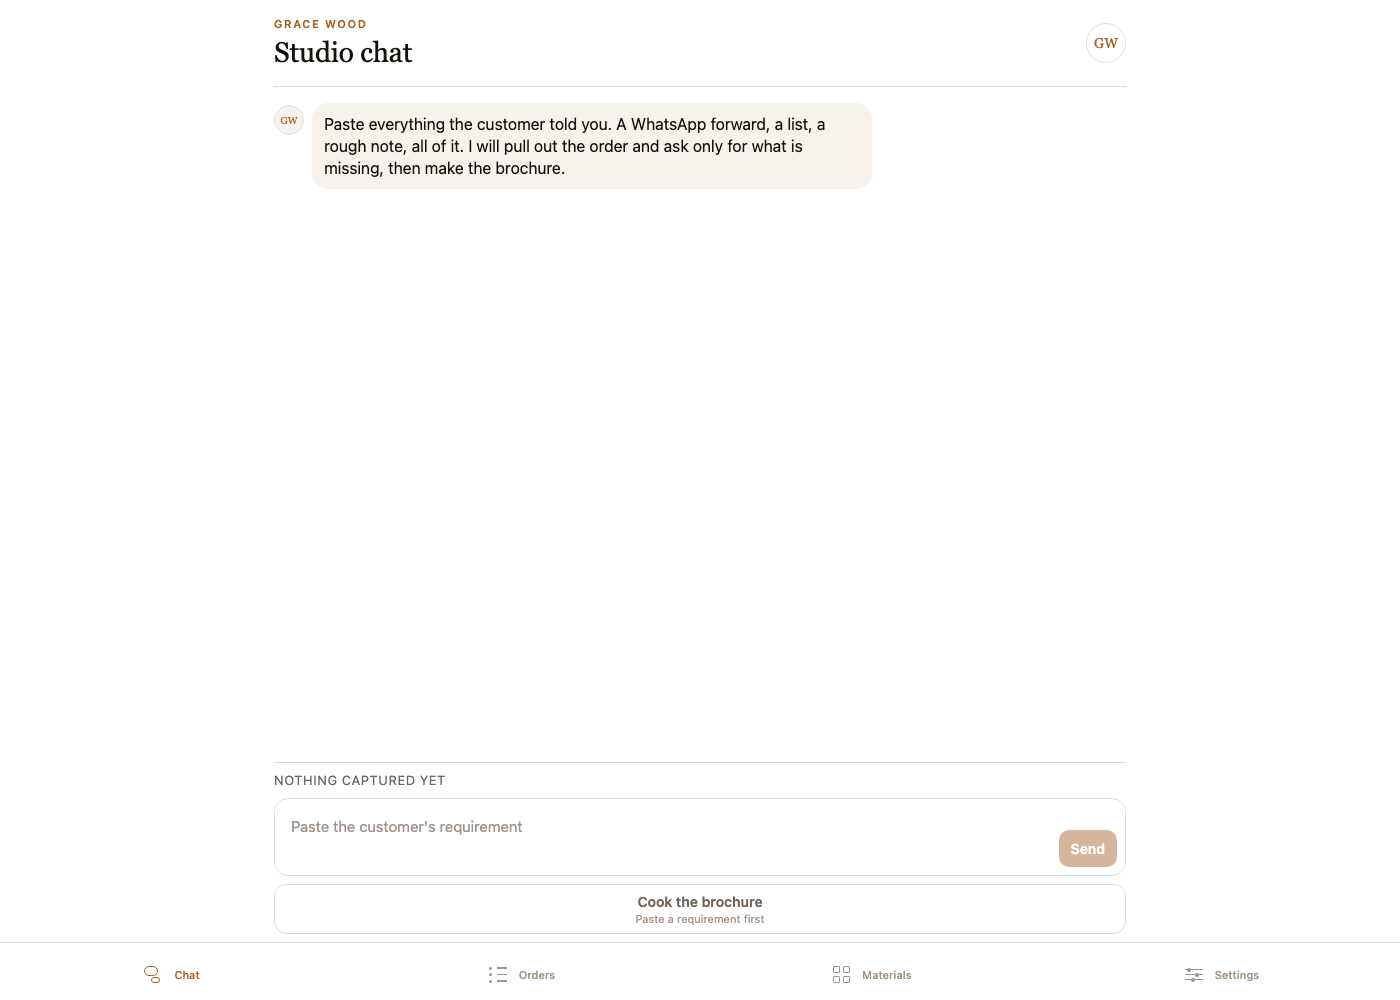 GRACE WOOD
Studio chat
GW
GW
Paste everything the customer told you. A WhatsApp forward, a list, a
rough note, all of it. I will pull out the order and ask only for what is
missing, then make the brochure.
NOTHING CAPTURED YET
Paste the customer's requirement
Send
Cook the brochure
Paste a requirement first
Chat
Orders
Materials
Settings